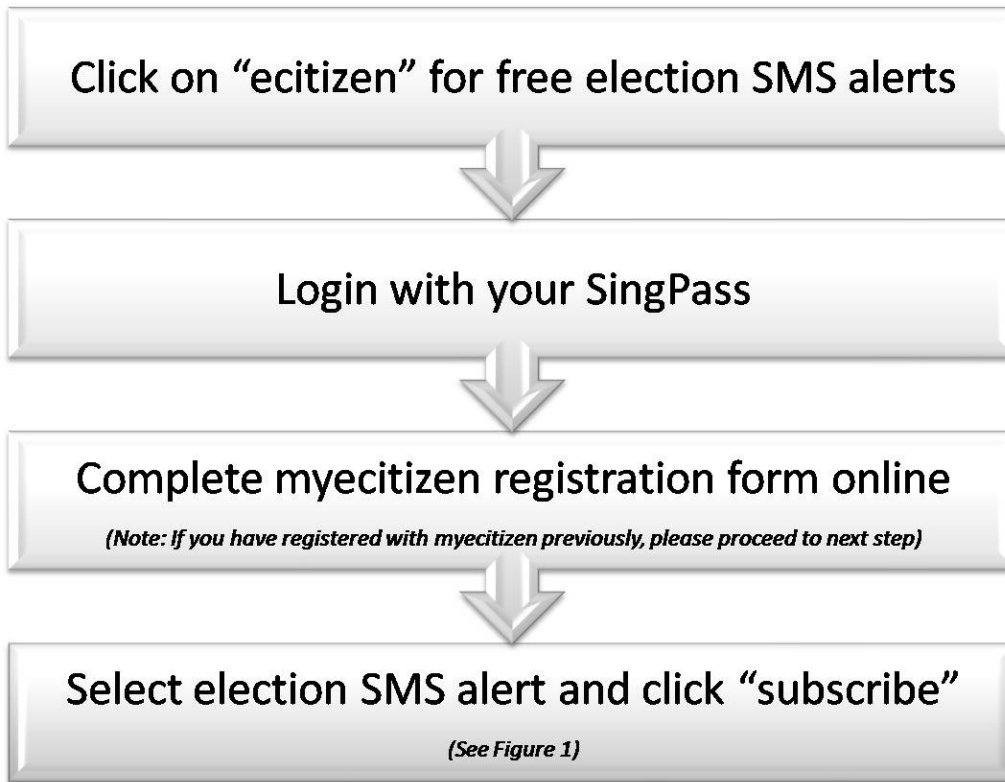 Click on “ecitizen” for free election SMS alerts
Login with your SingPass
Complete myecitizen registration form online
(Note: If you have registered with myecitizen previously, please proceed to next step)
Select election SMS alert and click “subscribe”
(See Figure 1)